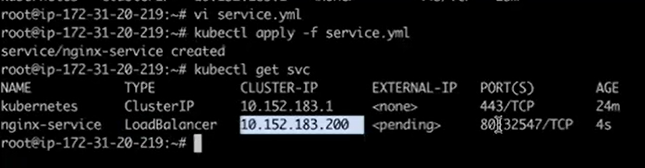 root@ip-172-31-20-219:~# vi service.yml
root@ip-172-31-20-219:~# kubectl apply -f service.yml
service/nginx-service created
root@ip-172-31-20-219:~# kubectl get svc
NAME TYPE CLUSTER-IP EXTERNAL-IP PORT(S) AGE
kubernetes ClusterIP 10.152.183.1 <none> 443/TCP 24m
nginx-service LoadBalancer 10.152.183.200 <pending> 80:32547/TCP 4s
root@ip-172-31-20-219:~#